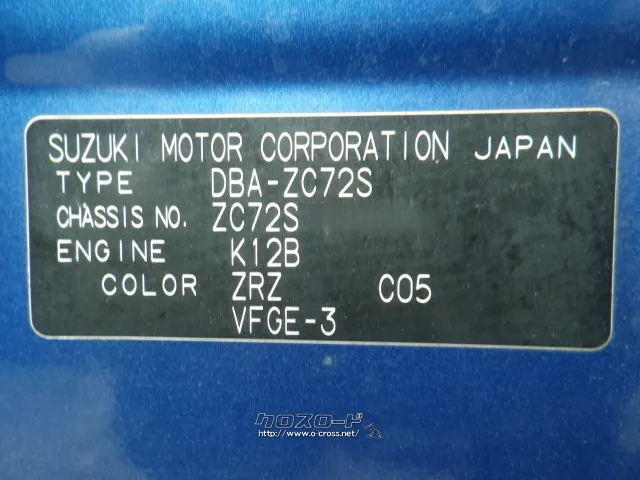 SUZUKI MOTOR CORPORATION JAPAN
TYPE DBA-ZC72S
CHASSIS NO. ZC72S
ENGINE K12B
COLOR ZRZ C05
VFGE-3
クロスロード
http://www.o-cross.net/